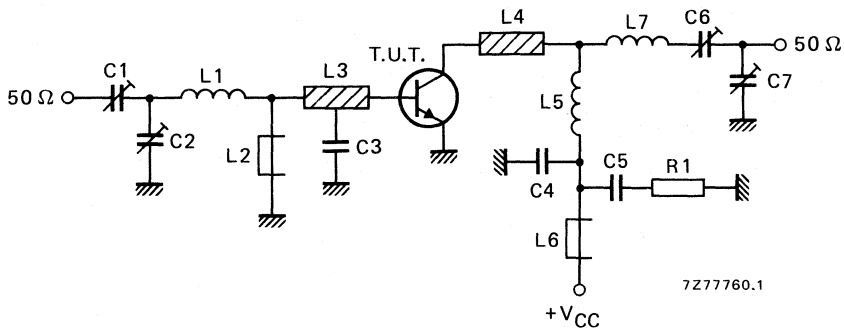 L4
L7
C6
50 Ω
T.U.T.
C1
L1
L3
50 Ω
C7
L5
C2
L2
C3
C5
R1
C4
L6
7Z77760.1
+VCC